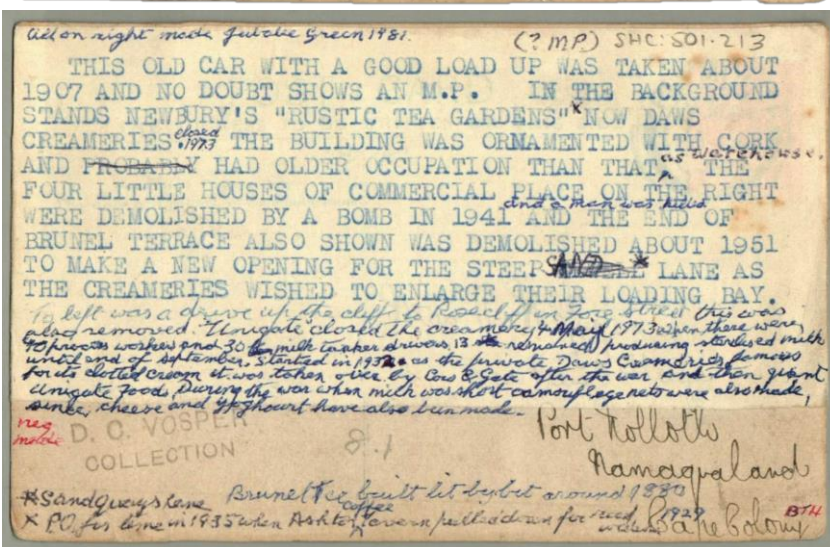 Ad on right made Jubilee Green 1981.
(? M.P.) SHC: 501-213
THIS OLD CAR WITH A GOOD LOAD UP WAS TAKEN ABOUT
1907 AND NO DOUBT SHOWS AN M.P. IN THE BACKGROUND
STANDS NEWBURY'S "RUSTIC TEA GARDENS" x NOW DAWS
CREAMERIES. closed 1973 THE BUILDING WAS ORNAMENTED WITH CORK
AND PROBABLY HAD OLDER OCCUPATION THAN THAT as warehouse. THE
FOUR LITTLE HOUSES OF COMMERCIAL PLACE ON THE RIGHT
WERE DEMOLISHED BY A BOMB IN 1941 and a man was killed AND THE END OF
BRUNEL TERRACE ALSO SHOWN WAS DEMOLISHED ABOUT 1951
TO MAKE A NEW OPENING FOR THE STEEP SAND * LANE AS
THE CREAMERIES WISHED TO ENLARGE THEIR LOADING BAY.
To left was a drive up the cliff to Rosecliff in Fore Street this was
also removed. Unigate closed the creamery, 4 May 1973 when there were
90 process workers and 30 milk tanker drivers, 13 remained, producing sterilised milk
until end of September. Started in 193 as the private Daws Creameries, famous
for its clotted cream it was taken over by Cow & Gate after the war, and then giant
Unigate Foods. During the war when milk was short camouflage nets were also made,
since, cheese and Yoghourt have also been made.
neg
made
D. C. VOSPER
COLLECTION
8.1
Port Nolloth
Namaqualand
Cape Colony
*Sandquays Lane Brunel Tce built bit by bit around 1880
x P.O. for time in 1935 when Ashton coffee tavern pulled down for road
1929
BTH